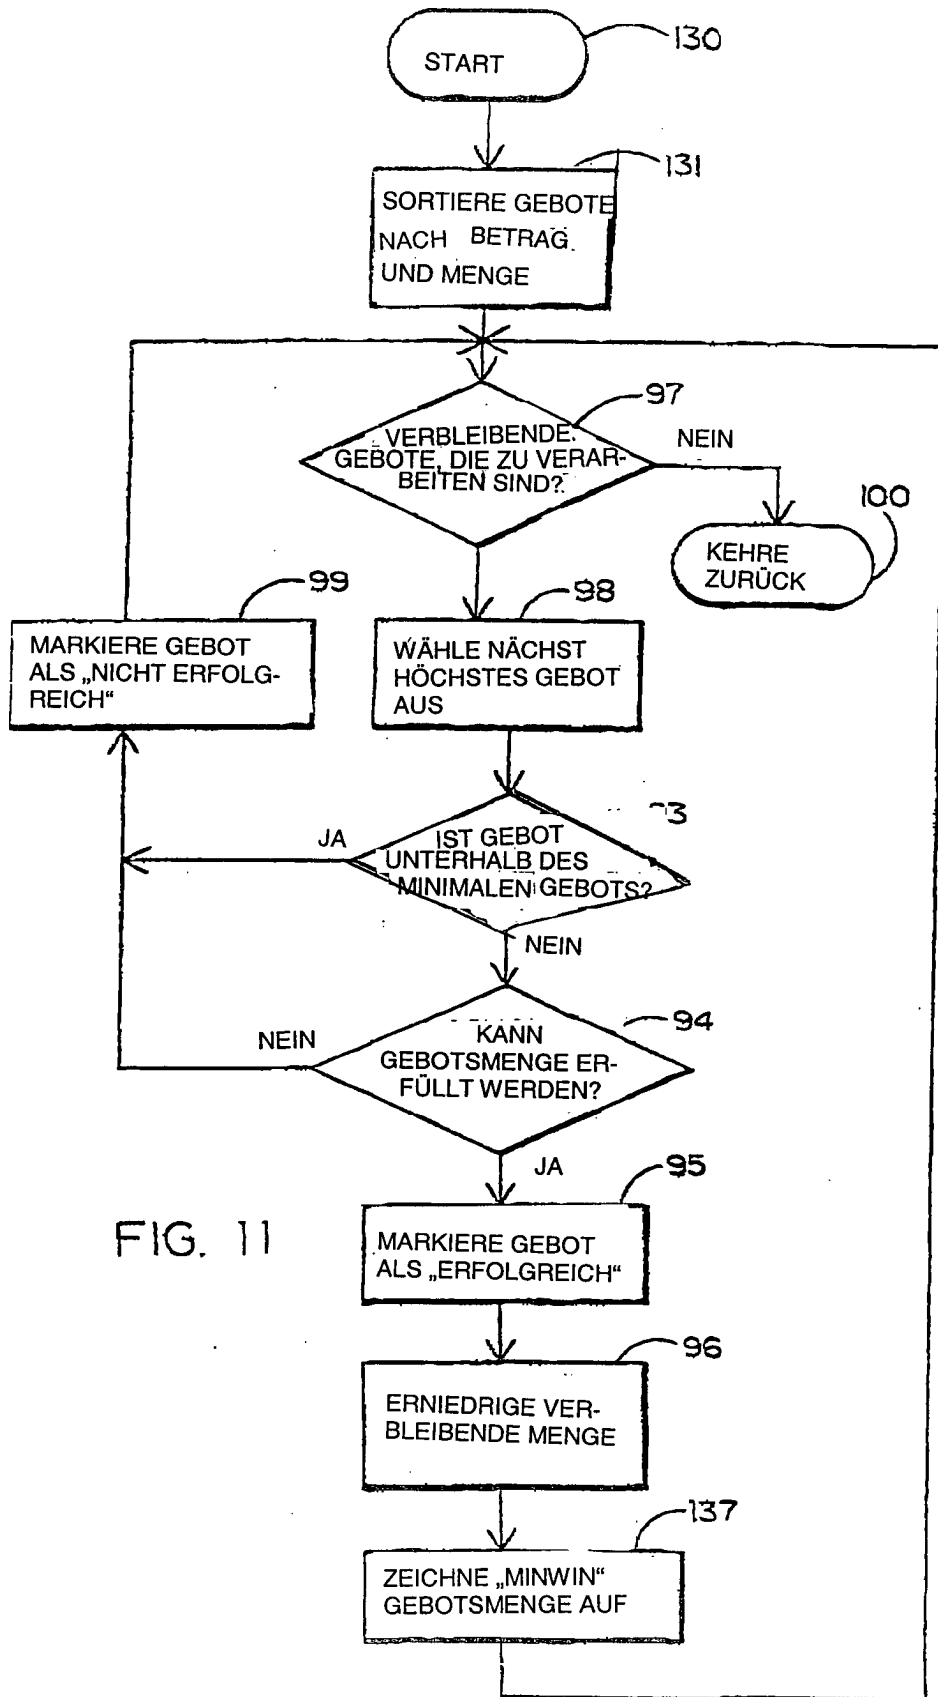 START
130
131
SORTIERE GEBOTE
NACH BETRAG
UND MENGE
97
VERBLEIBENDE
GEBOTE, DIE ZU VERAR-
BEITEN SIND?
NEIN
100
KEHRE
ZURÜCK
99
MARKIERE GEBOT
ALS „NICHT ERFOLG-
REICH“
98
WÄHLE NÄCHST
HÖCHSTES GEBOT
AUS
JA
IST GEBOT
UNTERHALB DES
MINIMALEN GEBOTS?
NEIN
94
NEIN
KANN
GEBOTSMENGE ER-
FÜLLT WERDEN?
JA
95
MARKIERE GEBOT
ALS „ERFOLGREICH“
FIG. 11
96
ERNIEDRIGE VER-
BLEIBENDE MENGE
137
ZEICHNE „MINWIN“
GEBOTSMENGE AUF